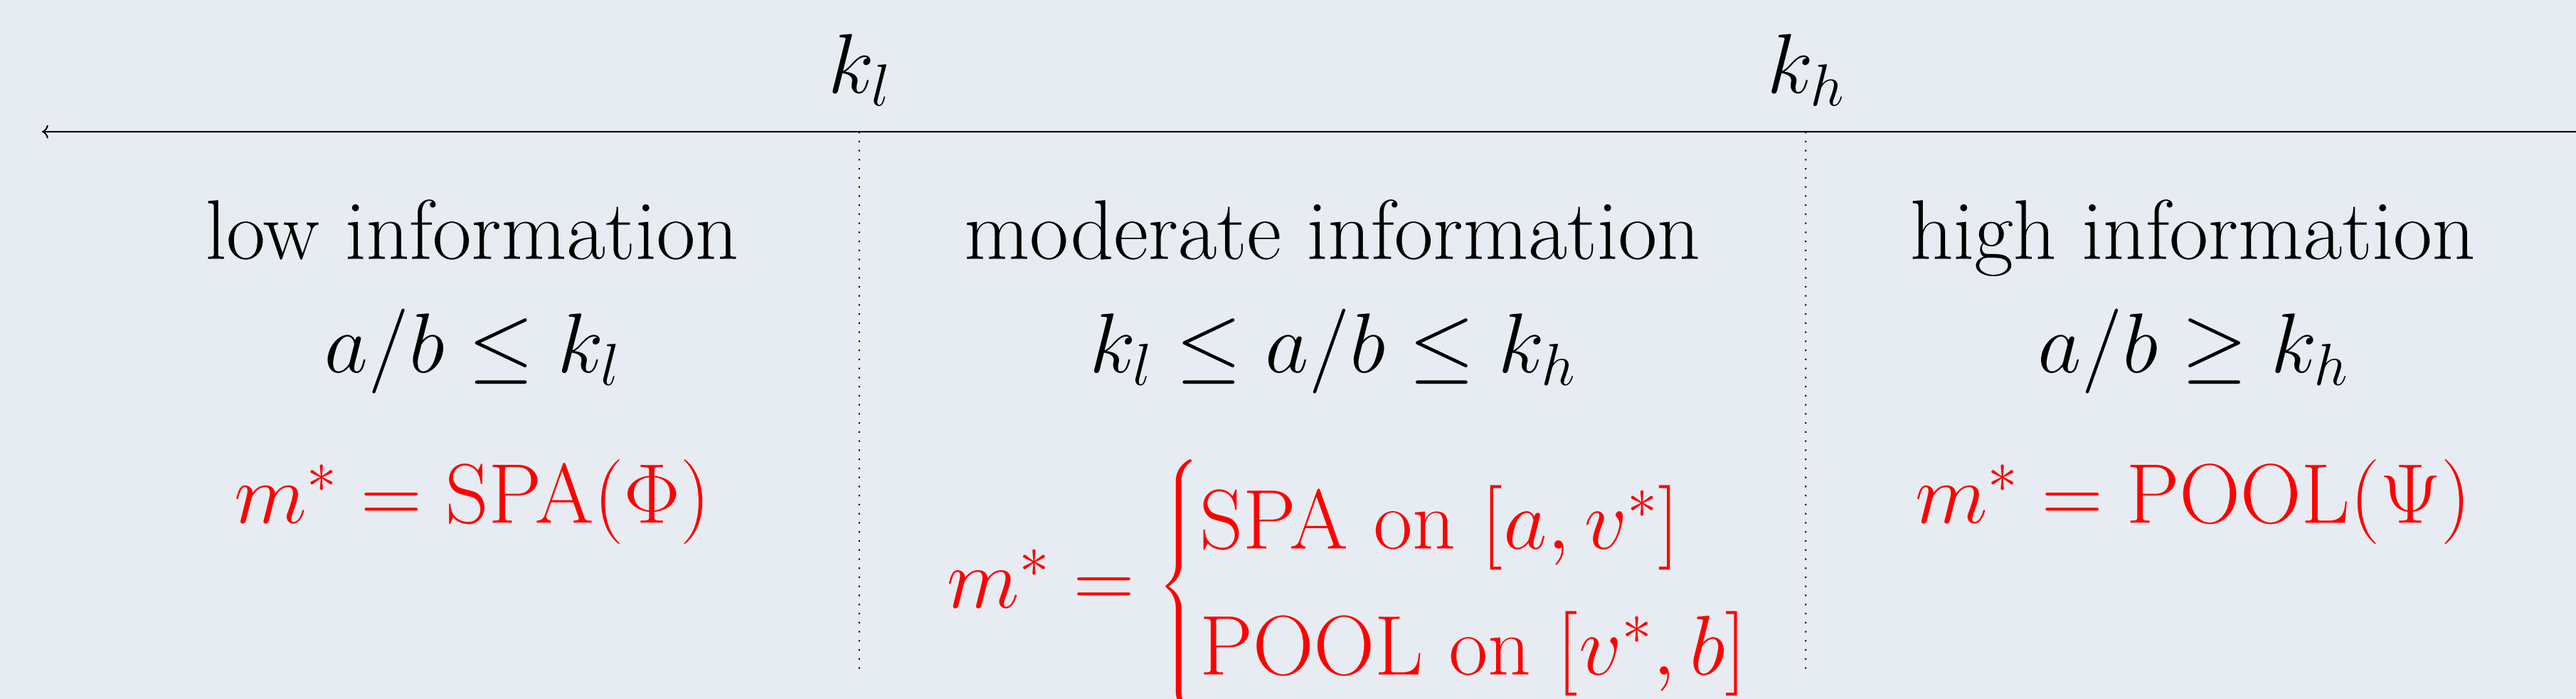 k_l k_h
low information moderate information high information
a/b ≤ k_l k_l ≤ a/b ≤ k_h a/b ≥ k_h
m* = SPA(Φ) m* = { SPA on [a, v*] m* = POOL(Ψ)
POOL on [v*, b]